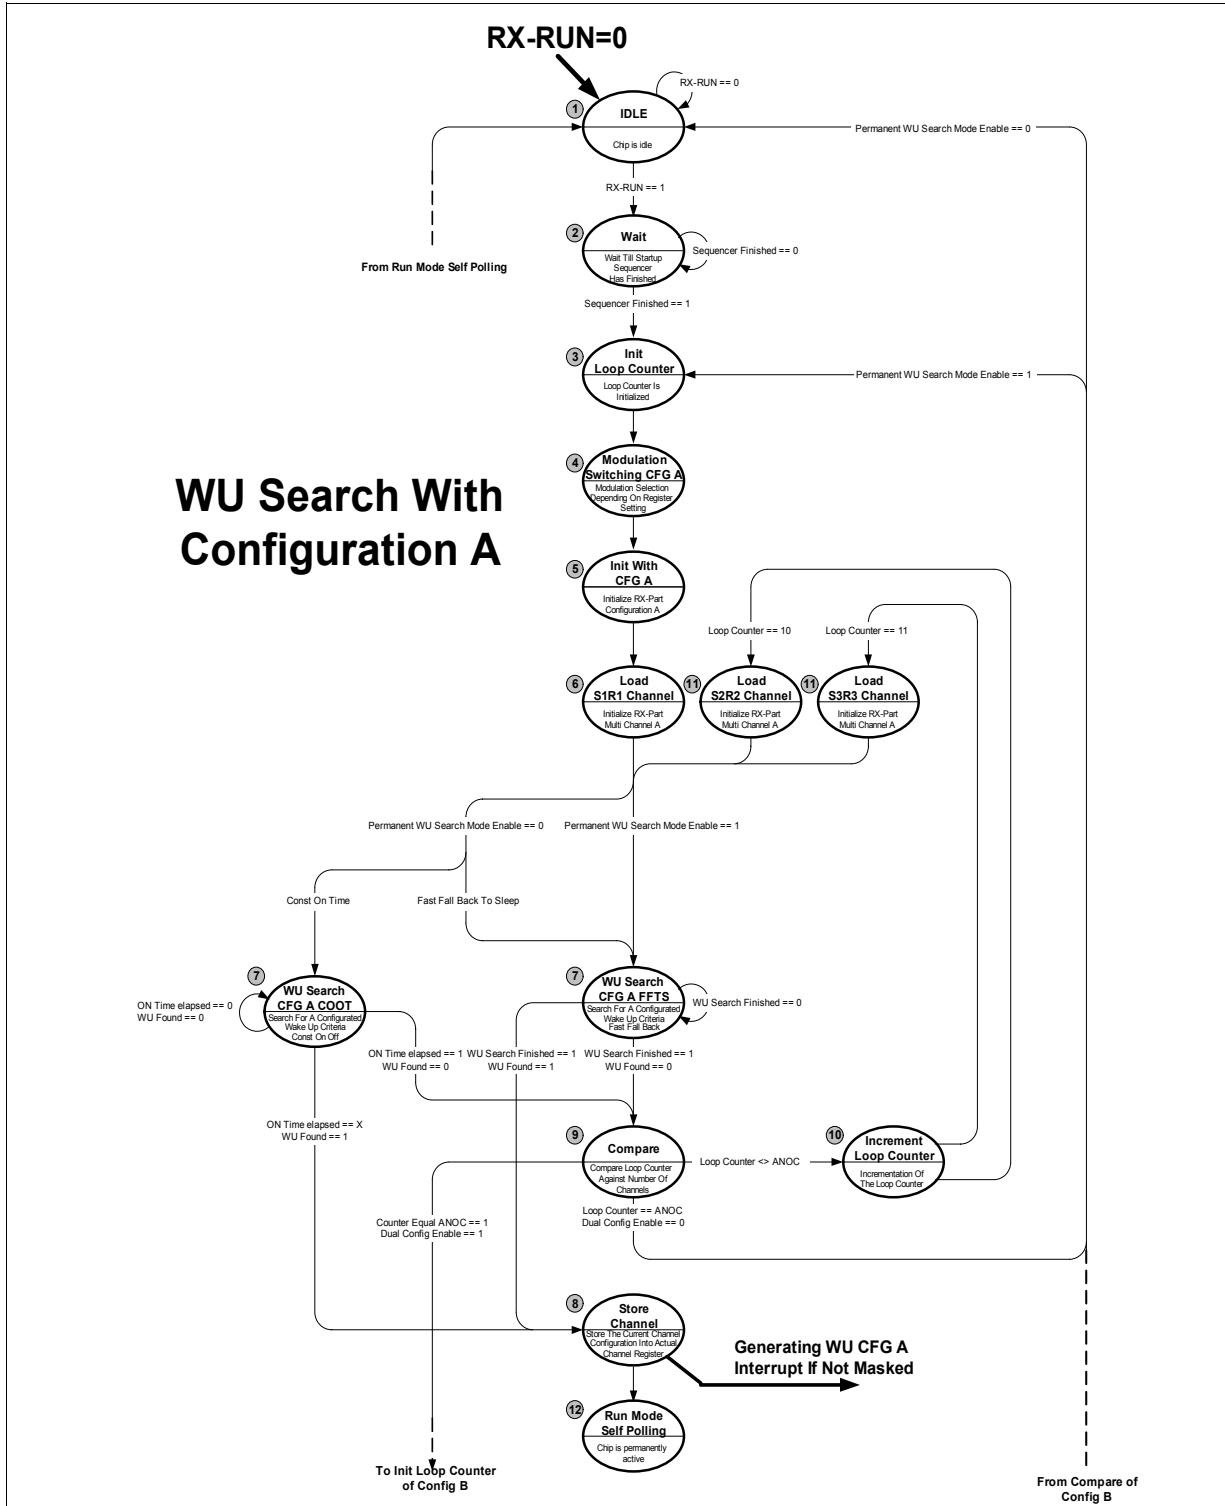 RX-RUN=0
RX-RUN == 0
1
IDLE
Chip is idle
Permanent WU Search Mode Enable == 0
RX-RUN == 1
2
Wait
Wait Till Startup
Sequencer
Has Finished
Sequencer Finished == 0
From Run Mode Self Polling
Sequencer Finished == 1
3
Init
Loop Counter
Loop Counter Is
Initialized
Permanent WU Search Mode Enable == 1
4
Modulation
Switching CFG A
Modulation Selection
Depending On Register
Setting
WU Search With
Configuration A
5
Init With
CFG A
Initialize RX-Part
Configuration A
Loop Counter == 10
Loop Counter == 11
6
Load
S1R1 Channel
Initialize RX-Part
Multi Channel A
11
Load
S2R2 Channel
Initialize RX-Part
Multi Channel A
11
Load
S3R3 Channel
Initialize RX-Part
Multi Channel A
Permanent WU Search Mode Enable == 0
Permanent WU Search Mode Enable == 1
Const On Time
Fast Fall Back To Sleep
7
WU Search
CFG A COOT
Search For A Configurated
Wake Up Criteria
Const On Off
ON Time elapsed == 0
WU Found == 0
7
WU Search
CFG A FFTS
Search For A Configurated
Wake Up Criteria
Fast Fall Back
WU Search Finished == 0
ON Time elapsed == 1
WU Found == 0
WU Search Finished == 1
WU Found == 1
WU Search Finished == 1
WU Found == 0
ON Time elapsed == X
WU Found == 1
9
Compare
Compare Loop Counter
Against Number Of
Channels
Loop Counter <> ANOC
10
Increment
Loop Counter
Incrementation Of
The Loop Counter
Counter Equal ANOC == 1
Dual Config Enable == 1
Loop Counter == ANOC
Dual Config Enable == 0
8
Store
Channel
Store The Current Channel
Configuration Into Actual
Channel Register
Generating WU CFG A
Interrupt If Not Masked
12
Run Mode
Self Polling
Chip is permanently
active
To Init Loop Counter
of Config B
From Compare of
Config B